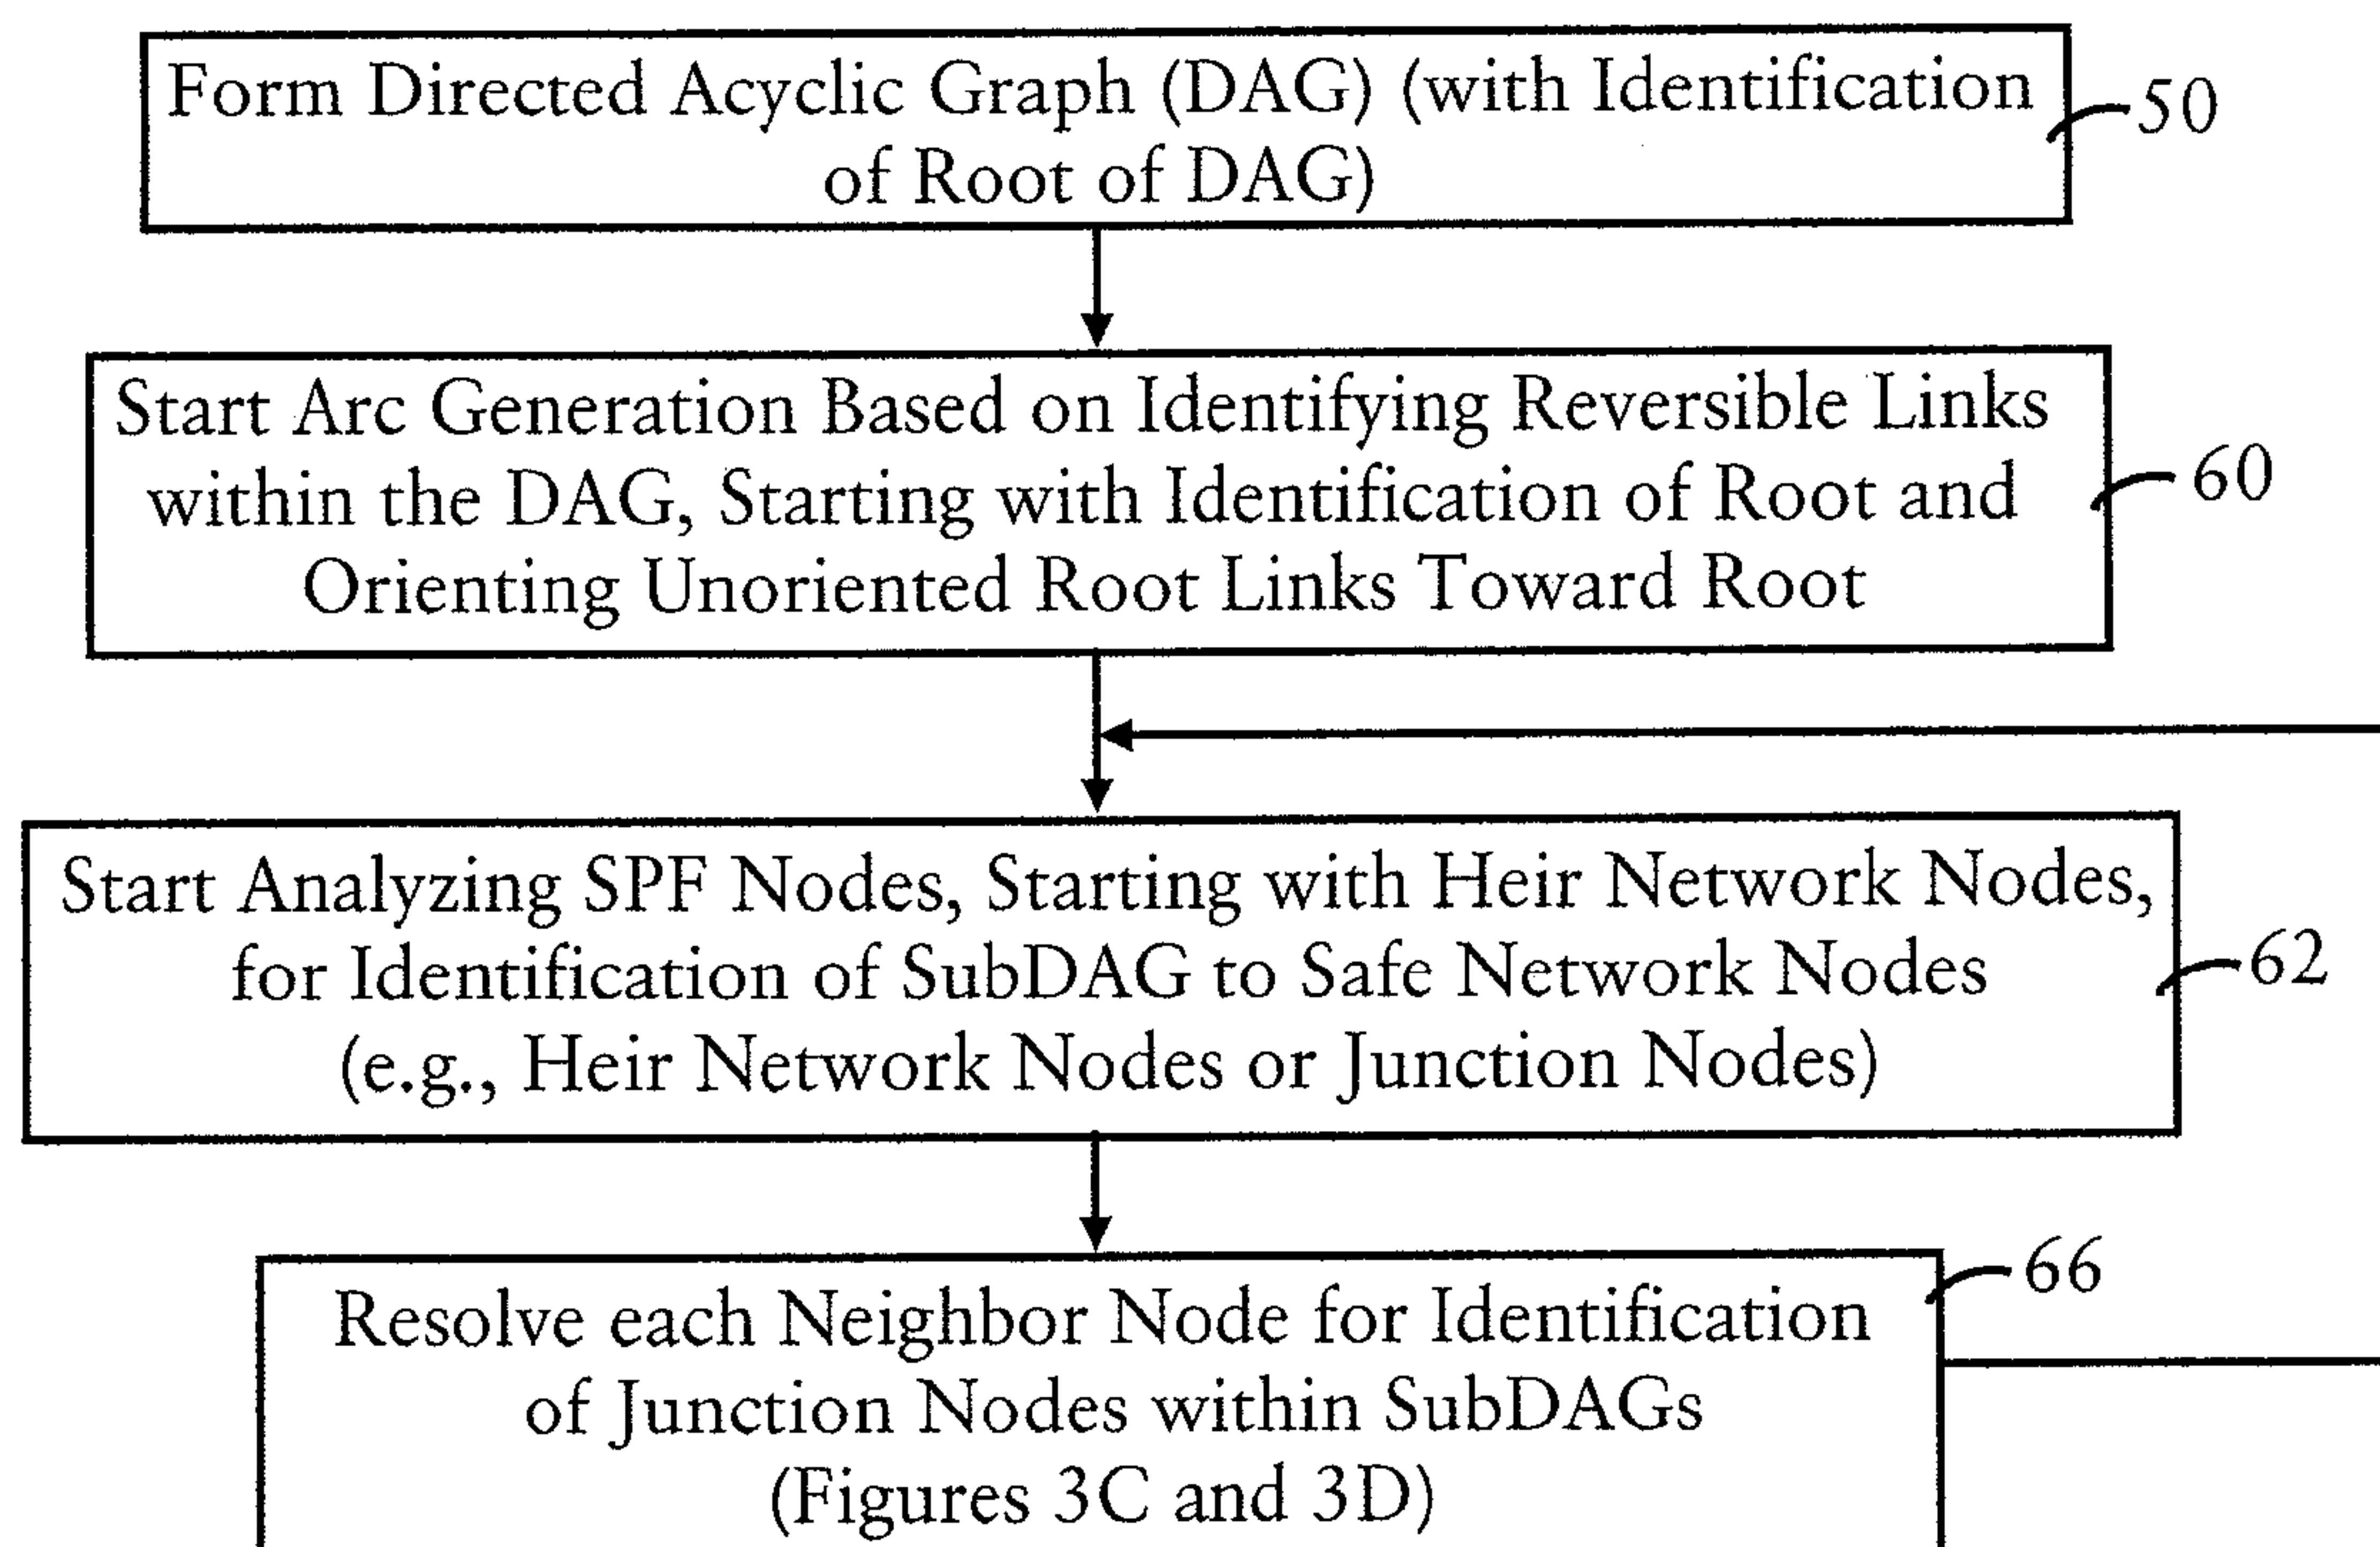 Form Directed Acyclic Graph (DAG) (with Identification
of Root of DAG)
50
Start Arc Generation Based on Identifying Reversible Links
within the DAG, Starting with Identification of Root and
Orienting Unoriented Root Links Toward Root
60
Start Analyzing SPF Nodes, Starting with Heir Network Nodes,
for Identification of SubDAG to Safe Network Nodes
(e.g., Heir Network Nodes or Junction Nodes)
62
66
Resolve each Neighbor Node for Identification
of Junction Nodes within SubDAGs
(Figures 3C and 3D)